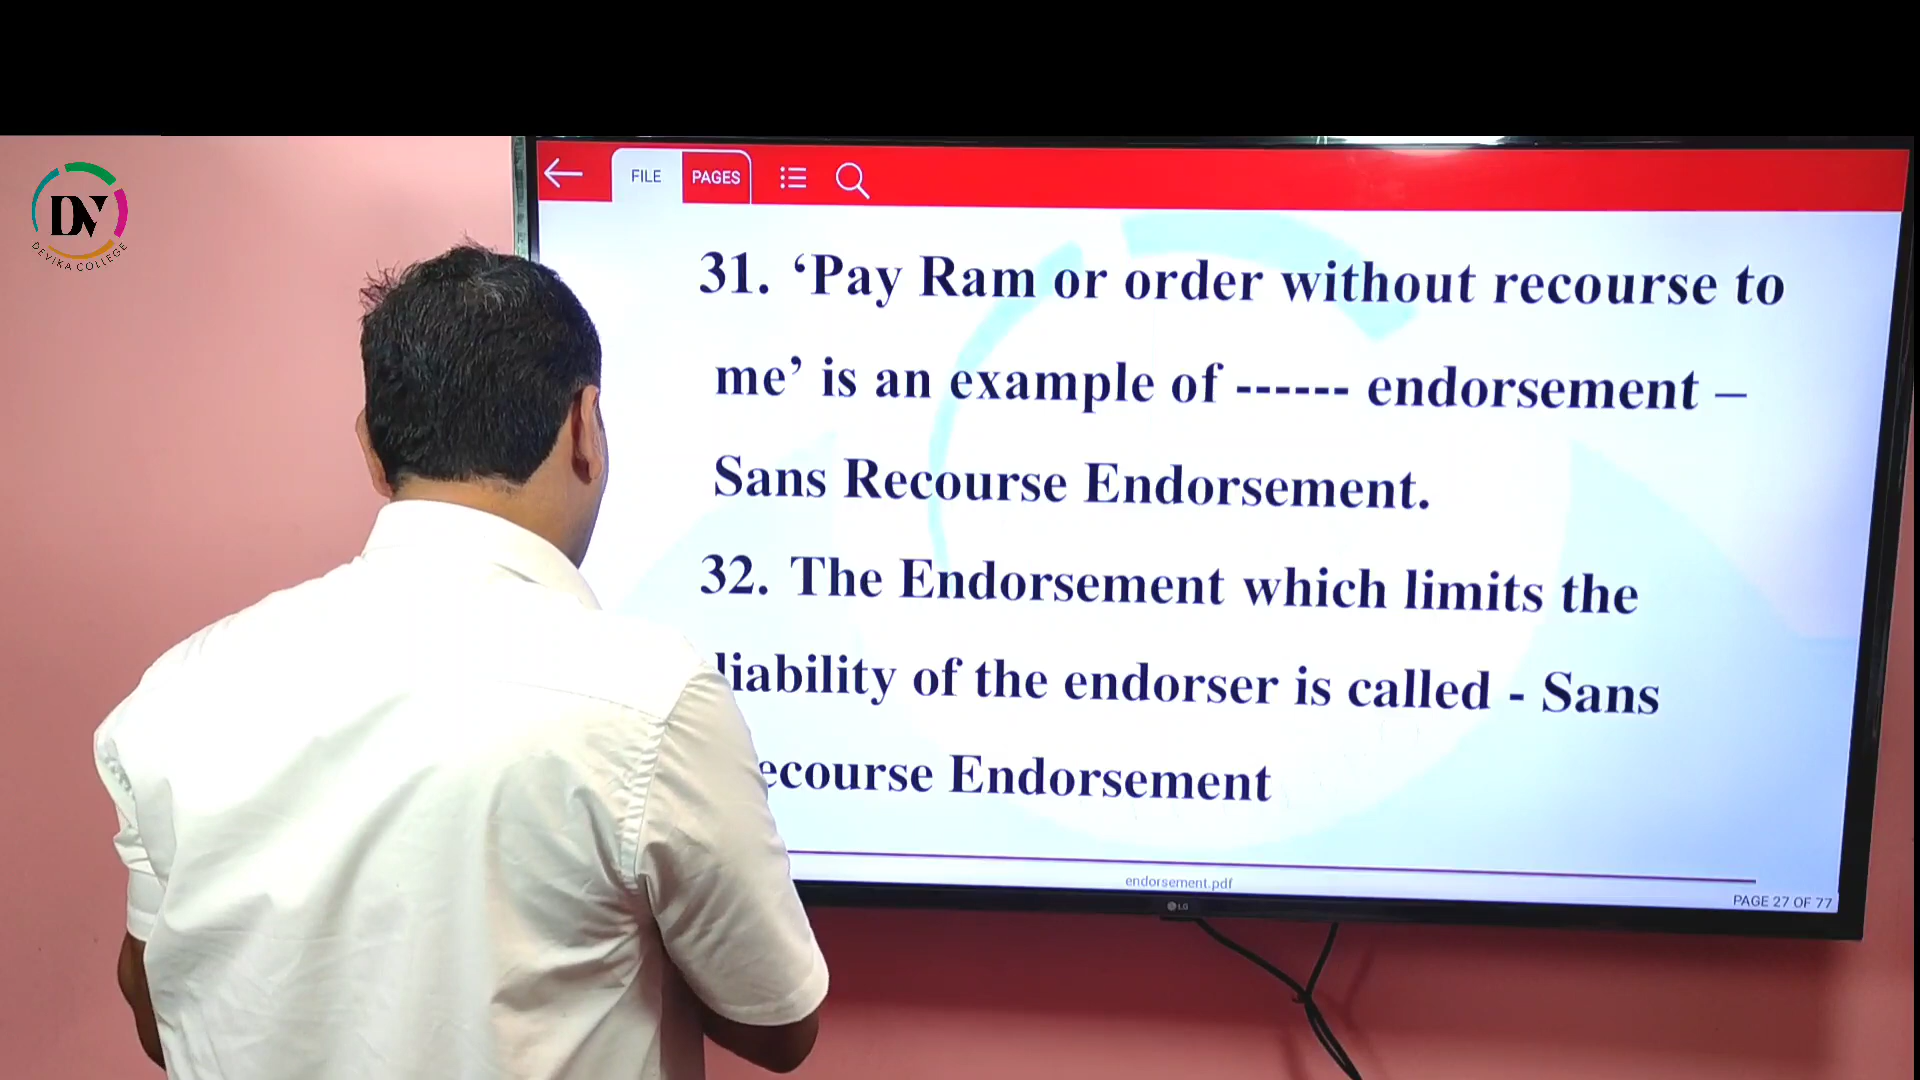 DV
DEVIKA COLLEGE
FILE PAGES
31. ‘Pay Ram or order without recourse to
me’ is an example of ------ endorsement –
Sans Recourse Endorsement.
32. The Endorsement which limits the
liability of the endorser is called - Sans
ecourse Endorsement
endorsement.pdf
PAGE 27 OF 77
LG